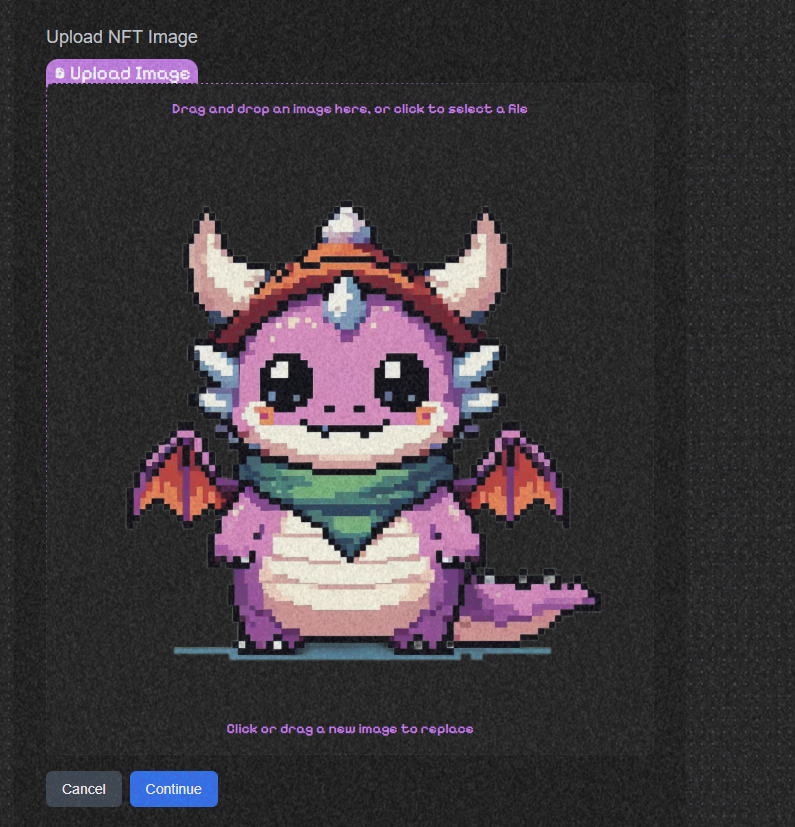 Upload NFT Image
Upload Image
Drag and drop an image here, or click to select a file
Click or drag a new image to replace
Cancel
Continue